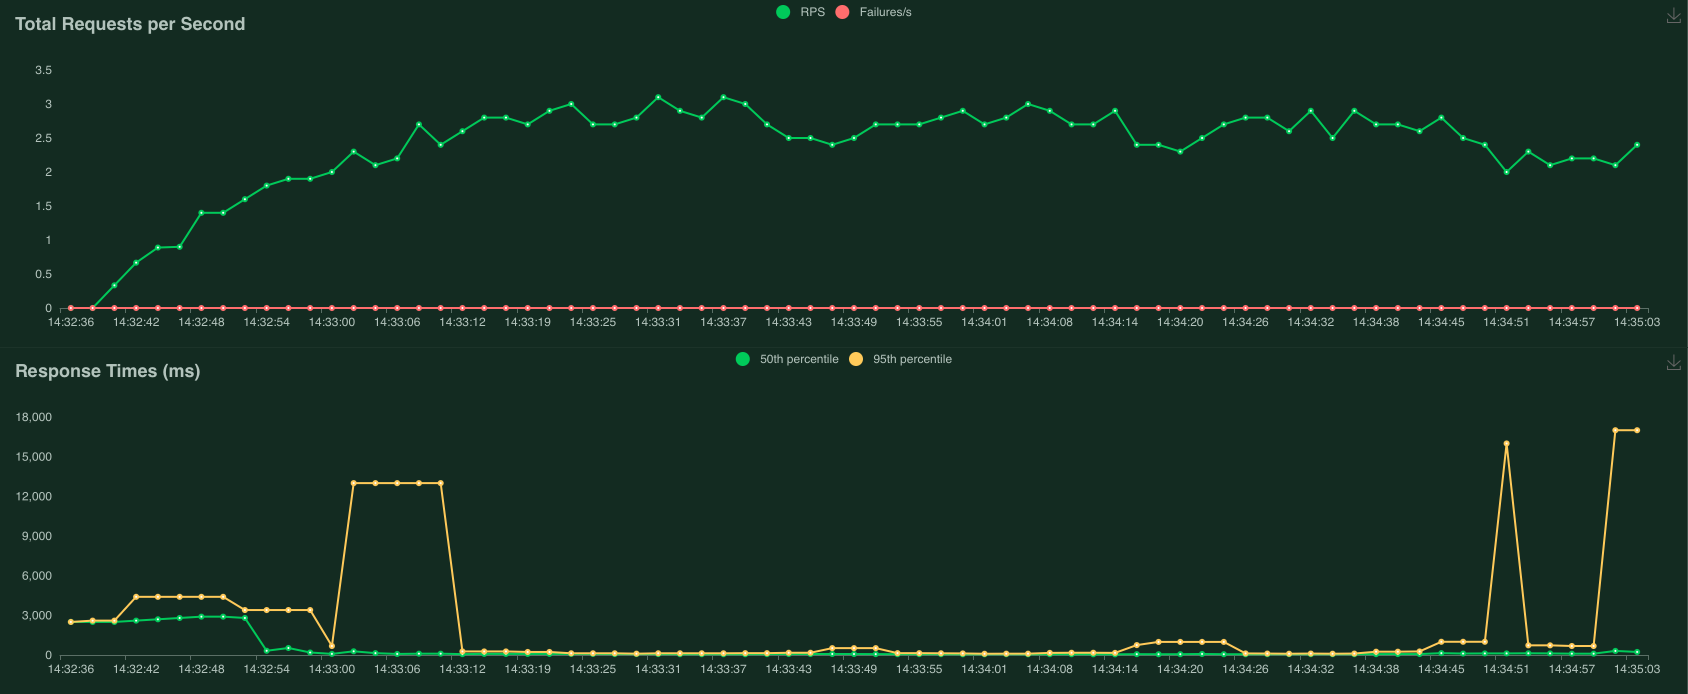 Total Requests per Second
RPS Failures/s
3.5
3
2.5
2
1.5
1
0.5
0
14:32:36 14:32:42 14:32:48 14:32:54 14:33:00 14:33:06 14:33:12 14:33:19 14:33:25 14:33:31 14:33:37 14:33:43 14:33:49 14:33:55 14:34:01 14:34:08 14:34:14 14:34:20 14:34:26 14:34:32 14:34:38 14:34:45 14:34:51 14:34:57 14:35:03
Response Times (ms)
50th percentile 95th percentile
18,000
15,000
12,000
9,000
6,000
3,000
0
14:32:36 14:32:42 14:32:48 14:32:54 14:33:00 14:33:06 14:33:12 14:33:19 14:33:25 14:33:31 14:33:37 14:33:43 14:33:49 14:33:55 14:34:01 14:34:08 14:34:14 14:34:20 14:34:26 14:34:32 14:34:38 14:34:45 14:34:51 14:34:57 14:35:03